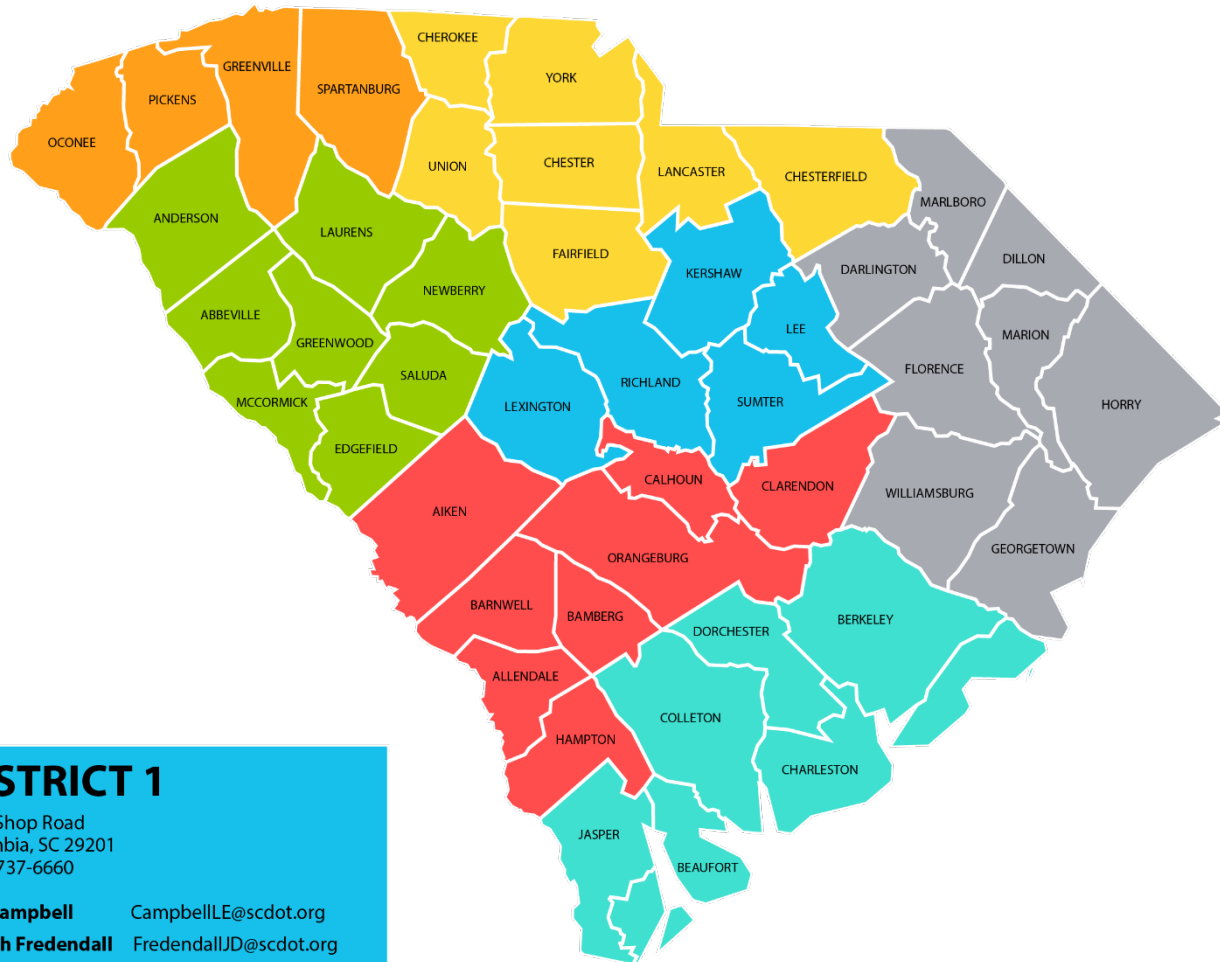 CHEROKEE
YORK
GREENVILLE
SPARTANBURG
PICKENS
OCONEE
UNION
CHESTER
LANCASTER
CHESTERFIELD
MARLBORO
ANDERSON
LAURENS
FAIRFIELD
KERSHAW
DARLINGTON
DILLON
NEWBERRY
ABBEVILLE
GREENWOOD
LEE
MARION
SALUDA
RICHLAND
FLORENCE
MCCORMICK
LEXINGTON
SUMTER
HORRY
EDGEFIELD
CALHOUN
CLARENDON
WILLIAMSBURG
AIKEN
ORANGEBURG
GEORGETOWN
BARNWELL
BAMBERG
DORCHESTER
BERKELEY
ALLENDALE
COLLETON
HAMPTON
CHARLESTON
JASPER
BEAUFORT
STRICT 1
Shop Road
mbia, SC 29201
737-6660
ampbell CampbellLE@scdot.org
h Fredendall FredendallJD@scdot.org